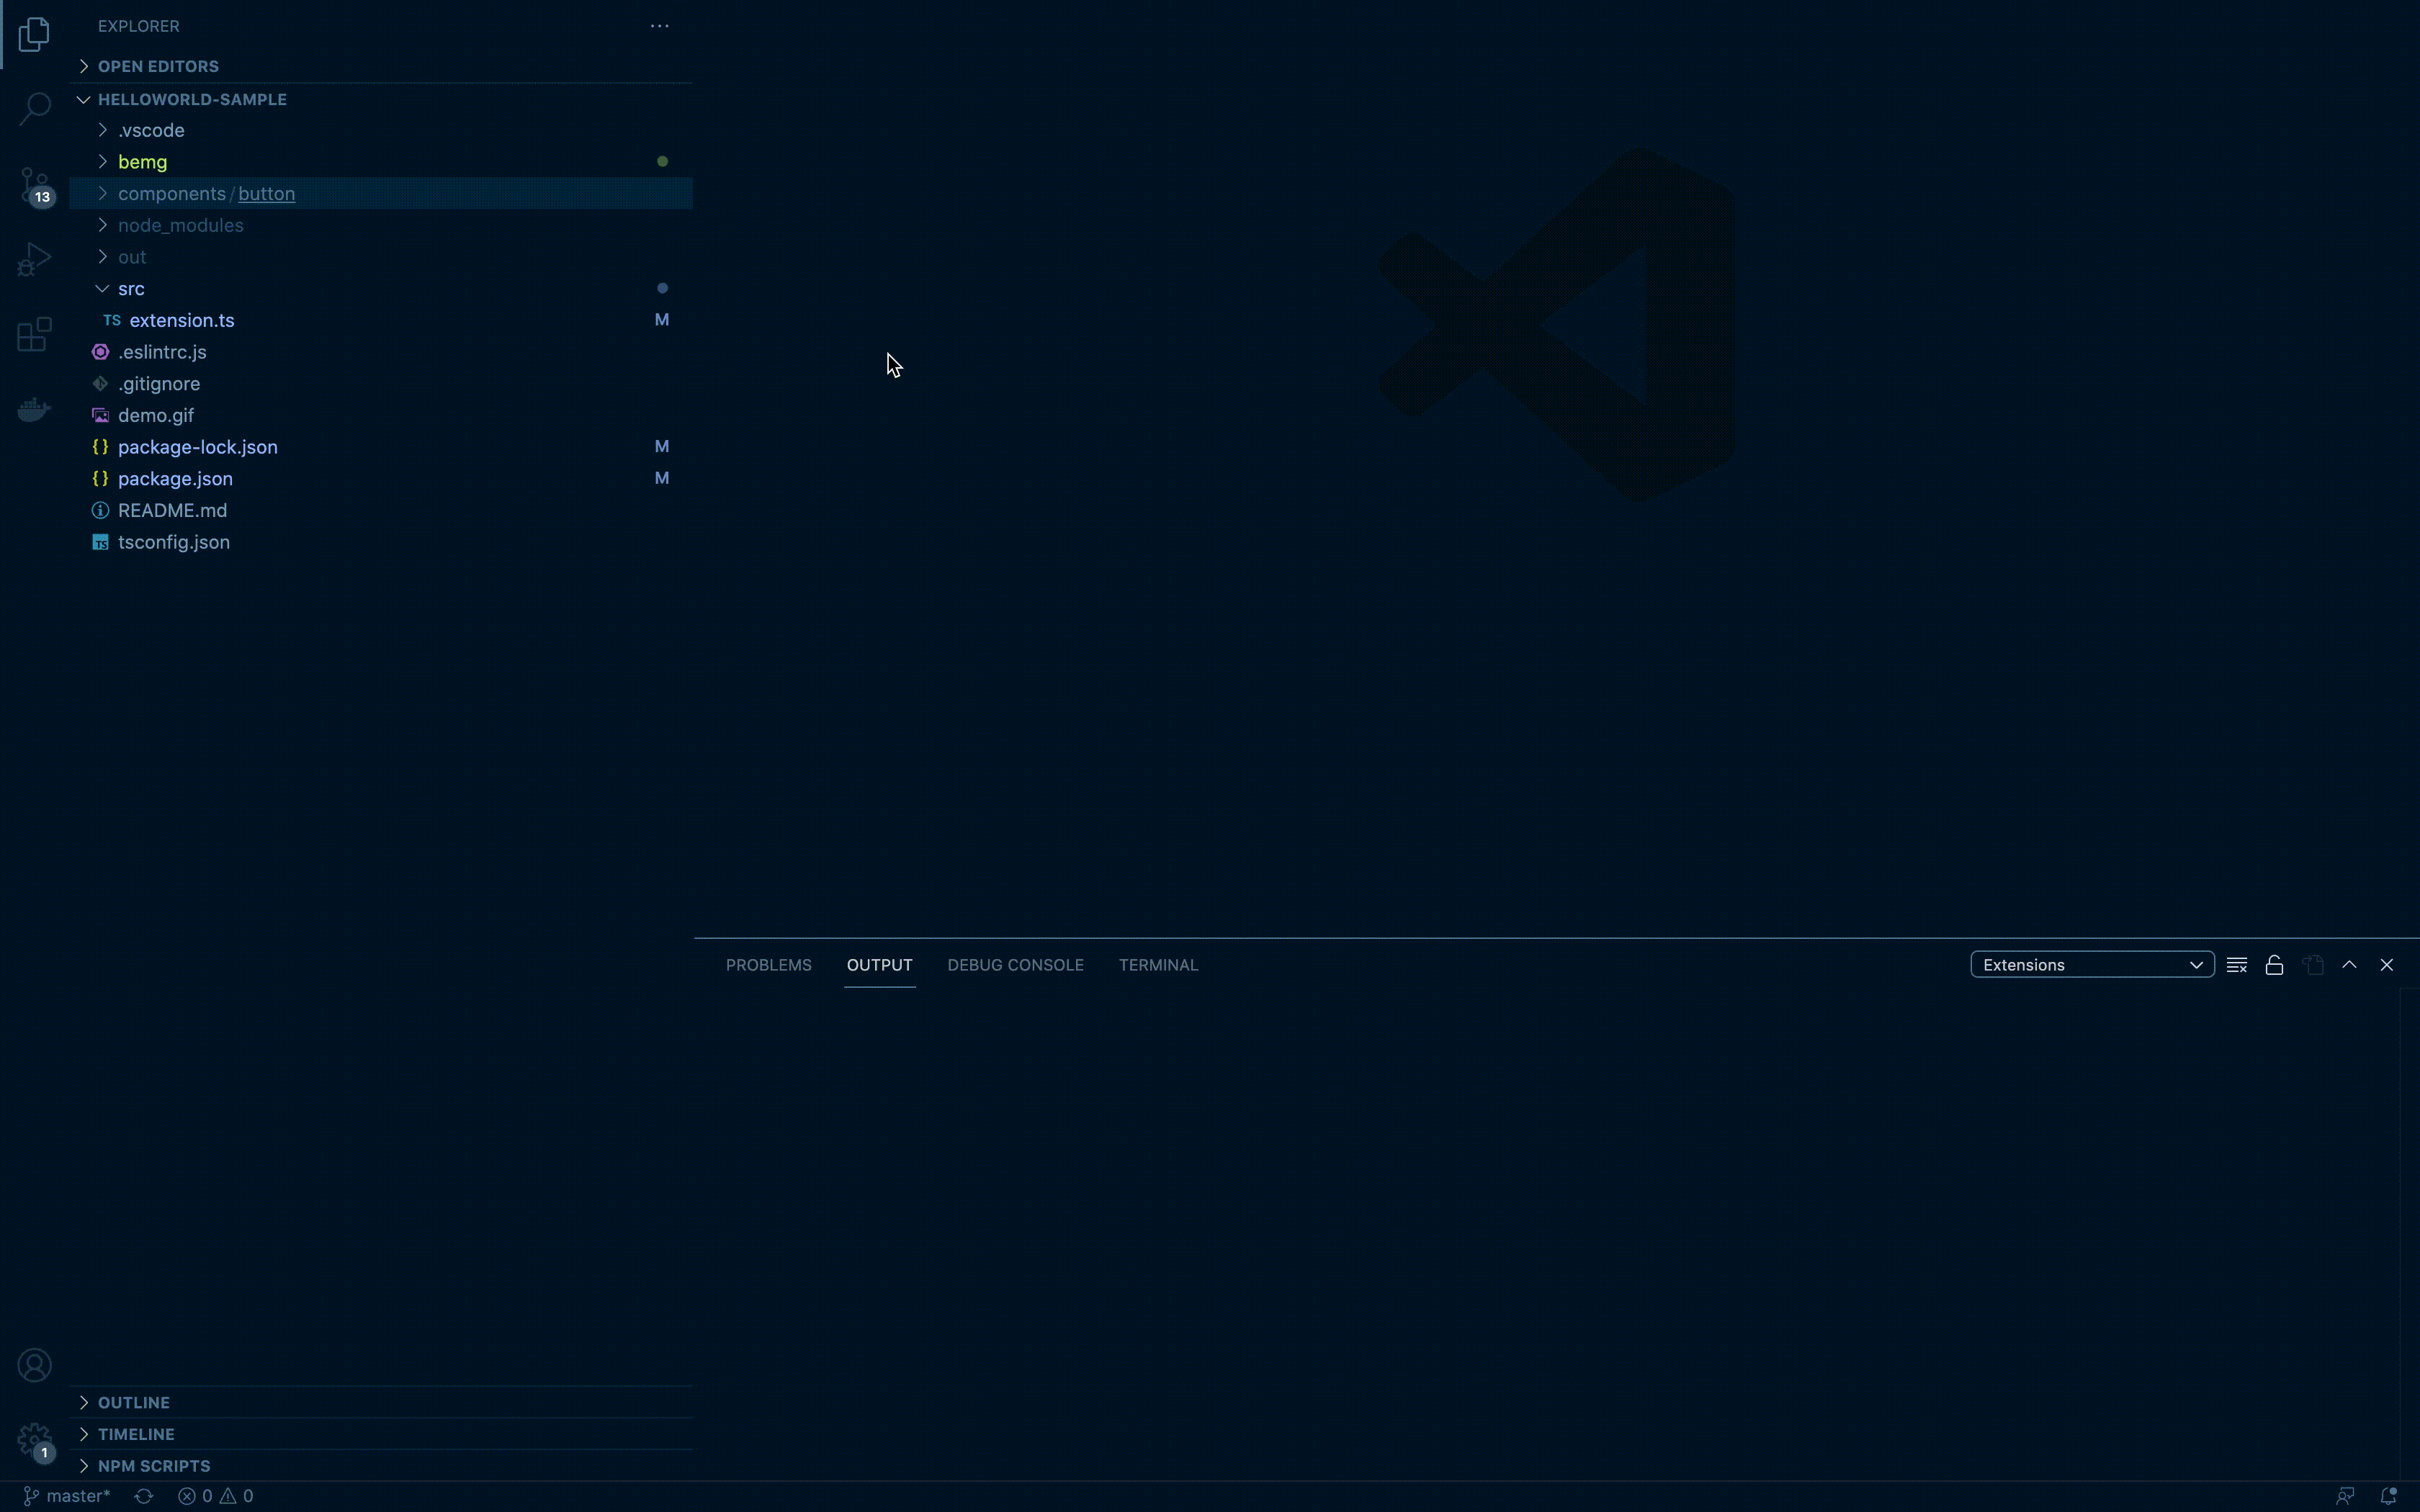 EXPLORER
OPEN EDITORS
HELLOWORLD-SAMPLE
.vscode
bemg
components/button
node_modules
out
src
TS extension.ts M
.eslintrc.js
.gitignore
demo.gif
{} package-lock.json M
{} package.json M
README.md
TS tsconfig.json
13
PROBLEMS OUTPUT DEBUG CONSOLE TERMINAL Extensions
OUTLINE
TIMELINE
1
NPM SCRIPTS
master* 0 0